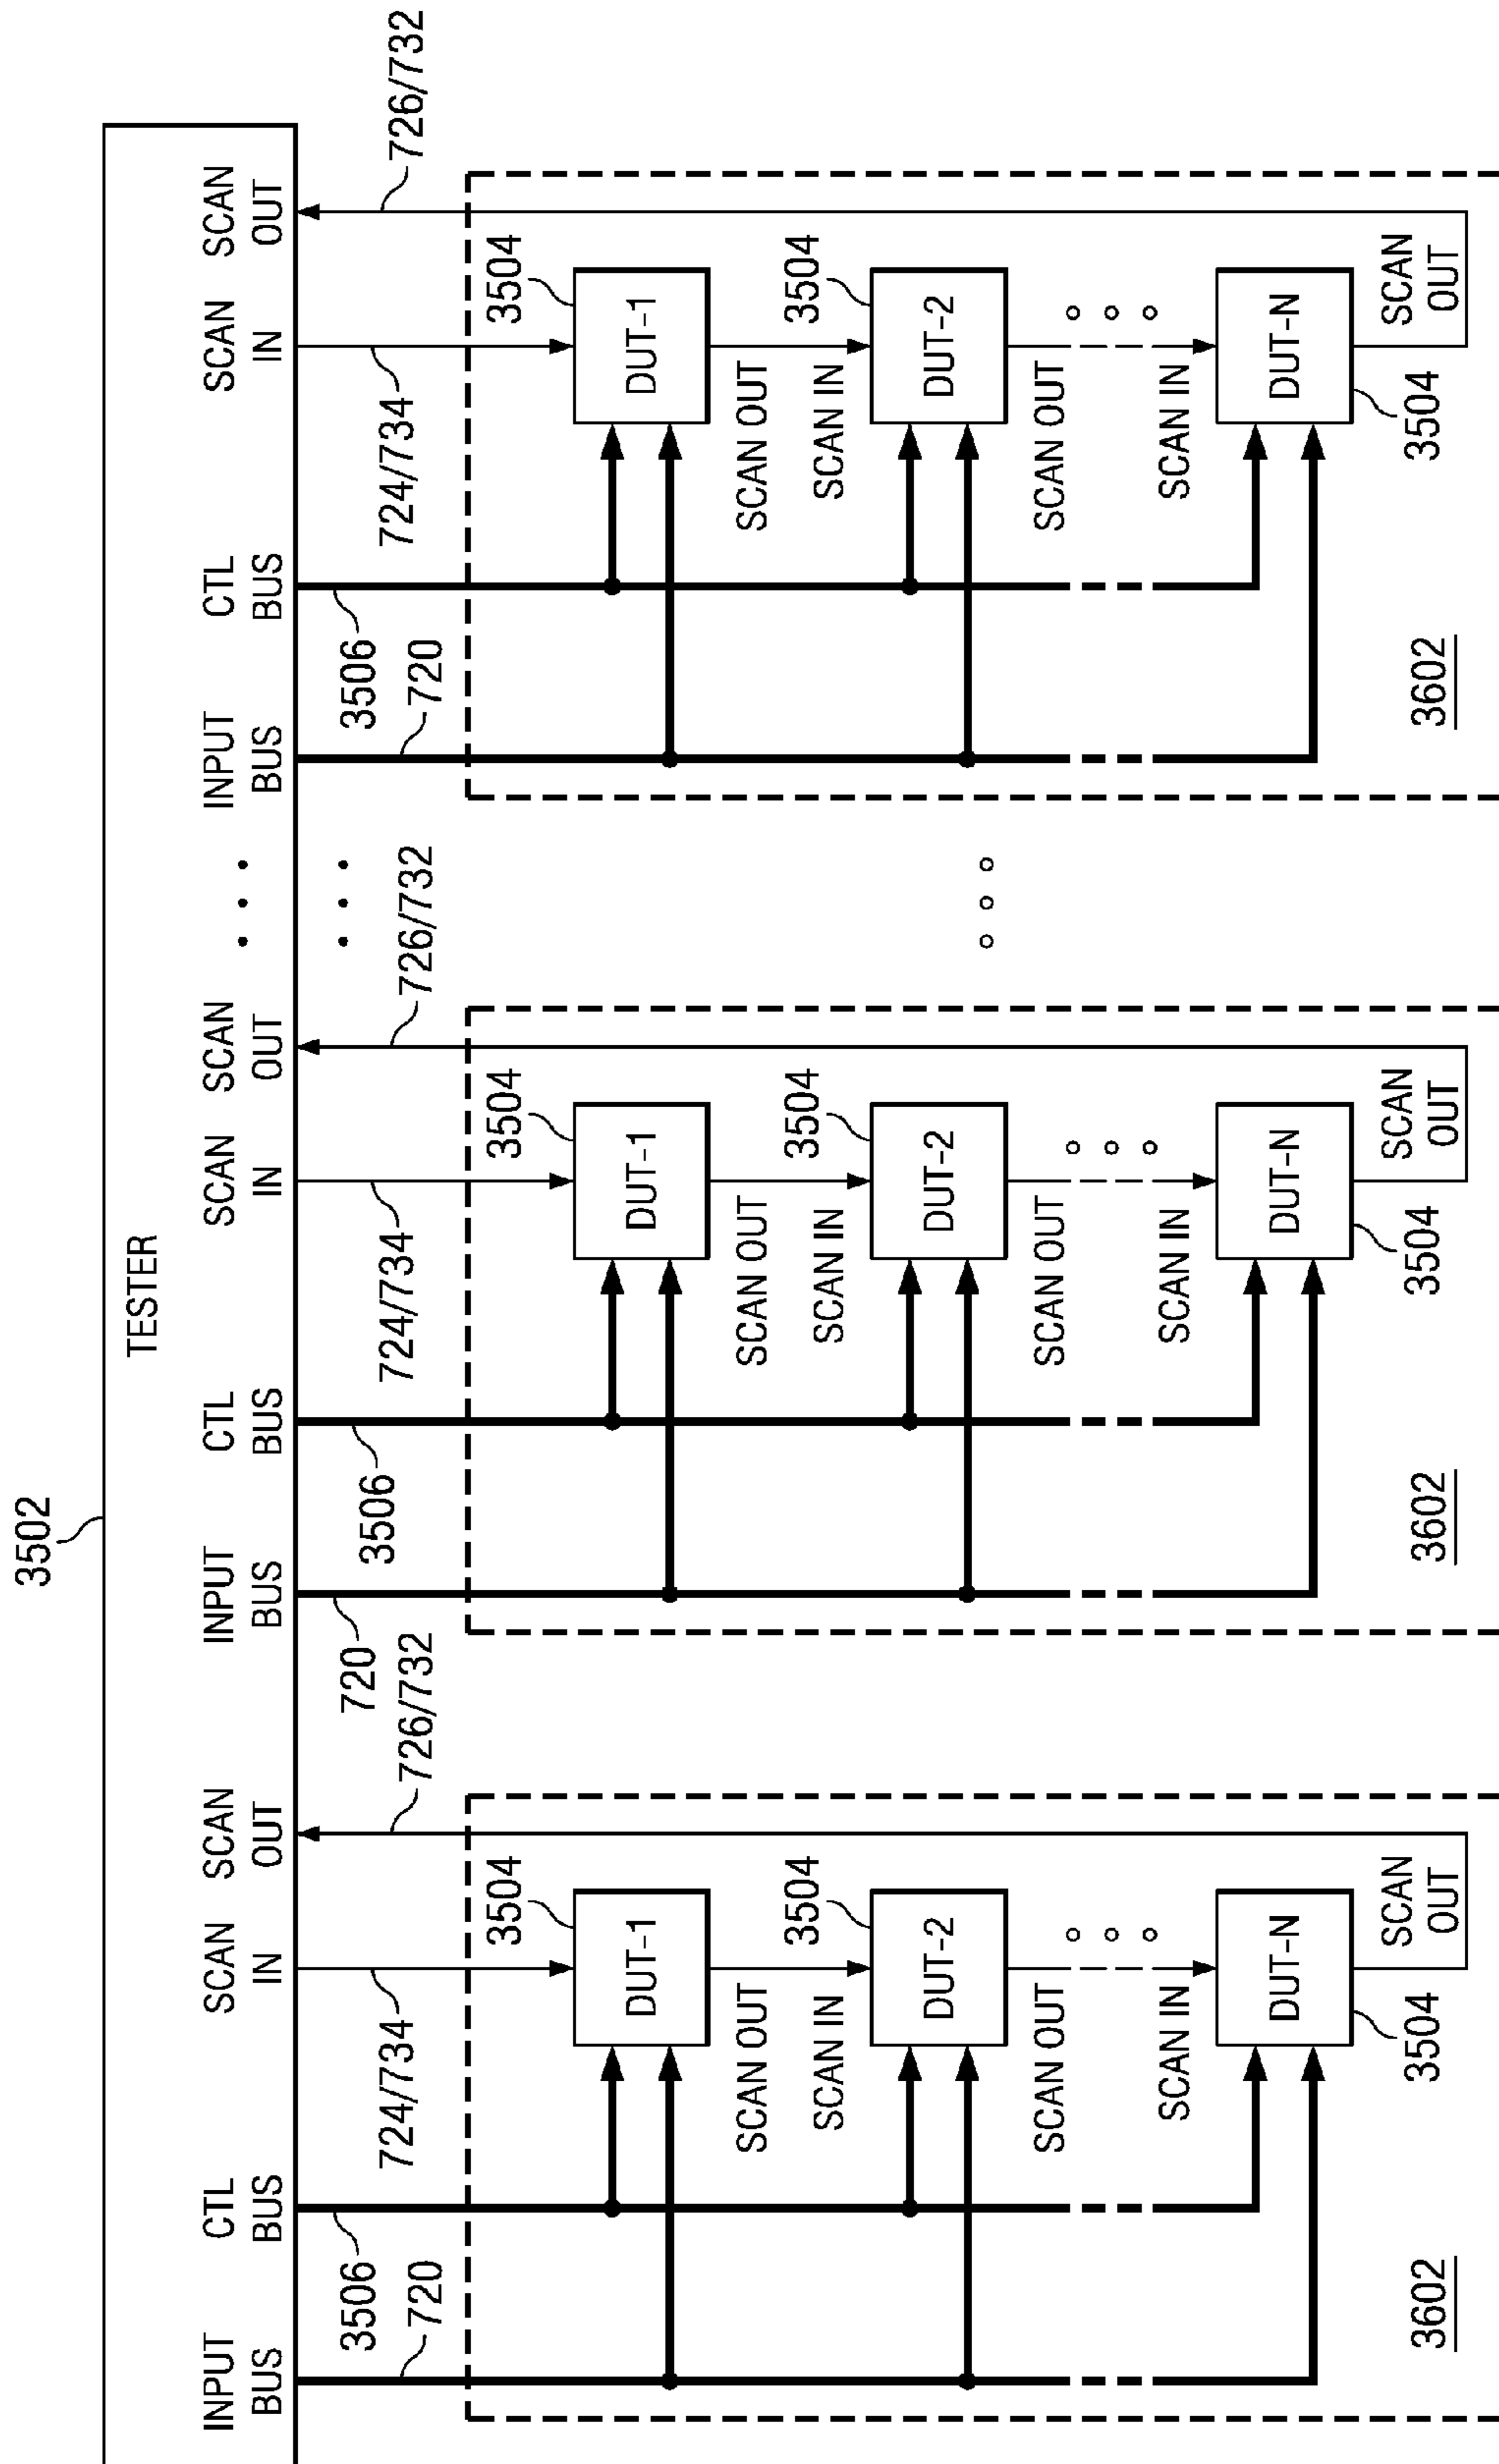 3502
TESTER
INPUT BUS
CTL BUS
SCAN IN
SCAN OUT
INPUT BUS
CTL BUS
SCAN IN
SCAN OUT
INPUT BUS
CTL BUS
SCAN IN
SCAN OUT
3506
720
724/734
726/732
720
3506
724/734
726/732
3506
720
724/734
726/732
3504
DUT-1
SCAN OUT
SCAN IN
3504
DUT-2
SCAN OUT
SCAN IN
DUT-N
3504
SCAN OUT
3602
3504
DUT-1
SCAN OUT
SCAN IN
3504
DUT-2
SCAN OUT
SCAN IN
DUT-N
3504
SCAN OUT
3602
3504
DUT-1
SCAN OUT
SCAN IN
3504
DUT-2
SCAN OUT
SCAN IN
DUT-N
3504
SCAN OUT
3602